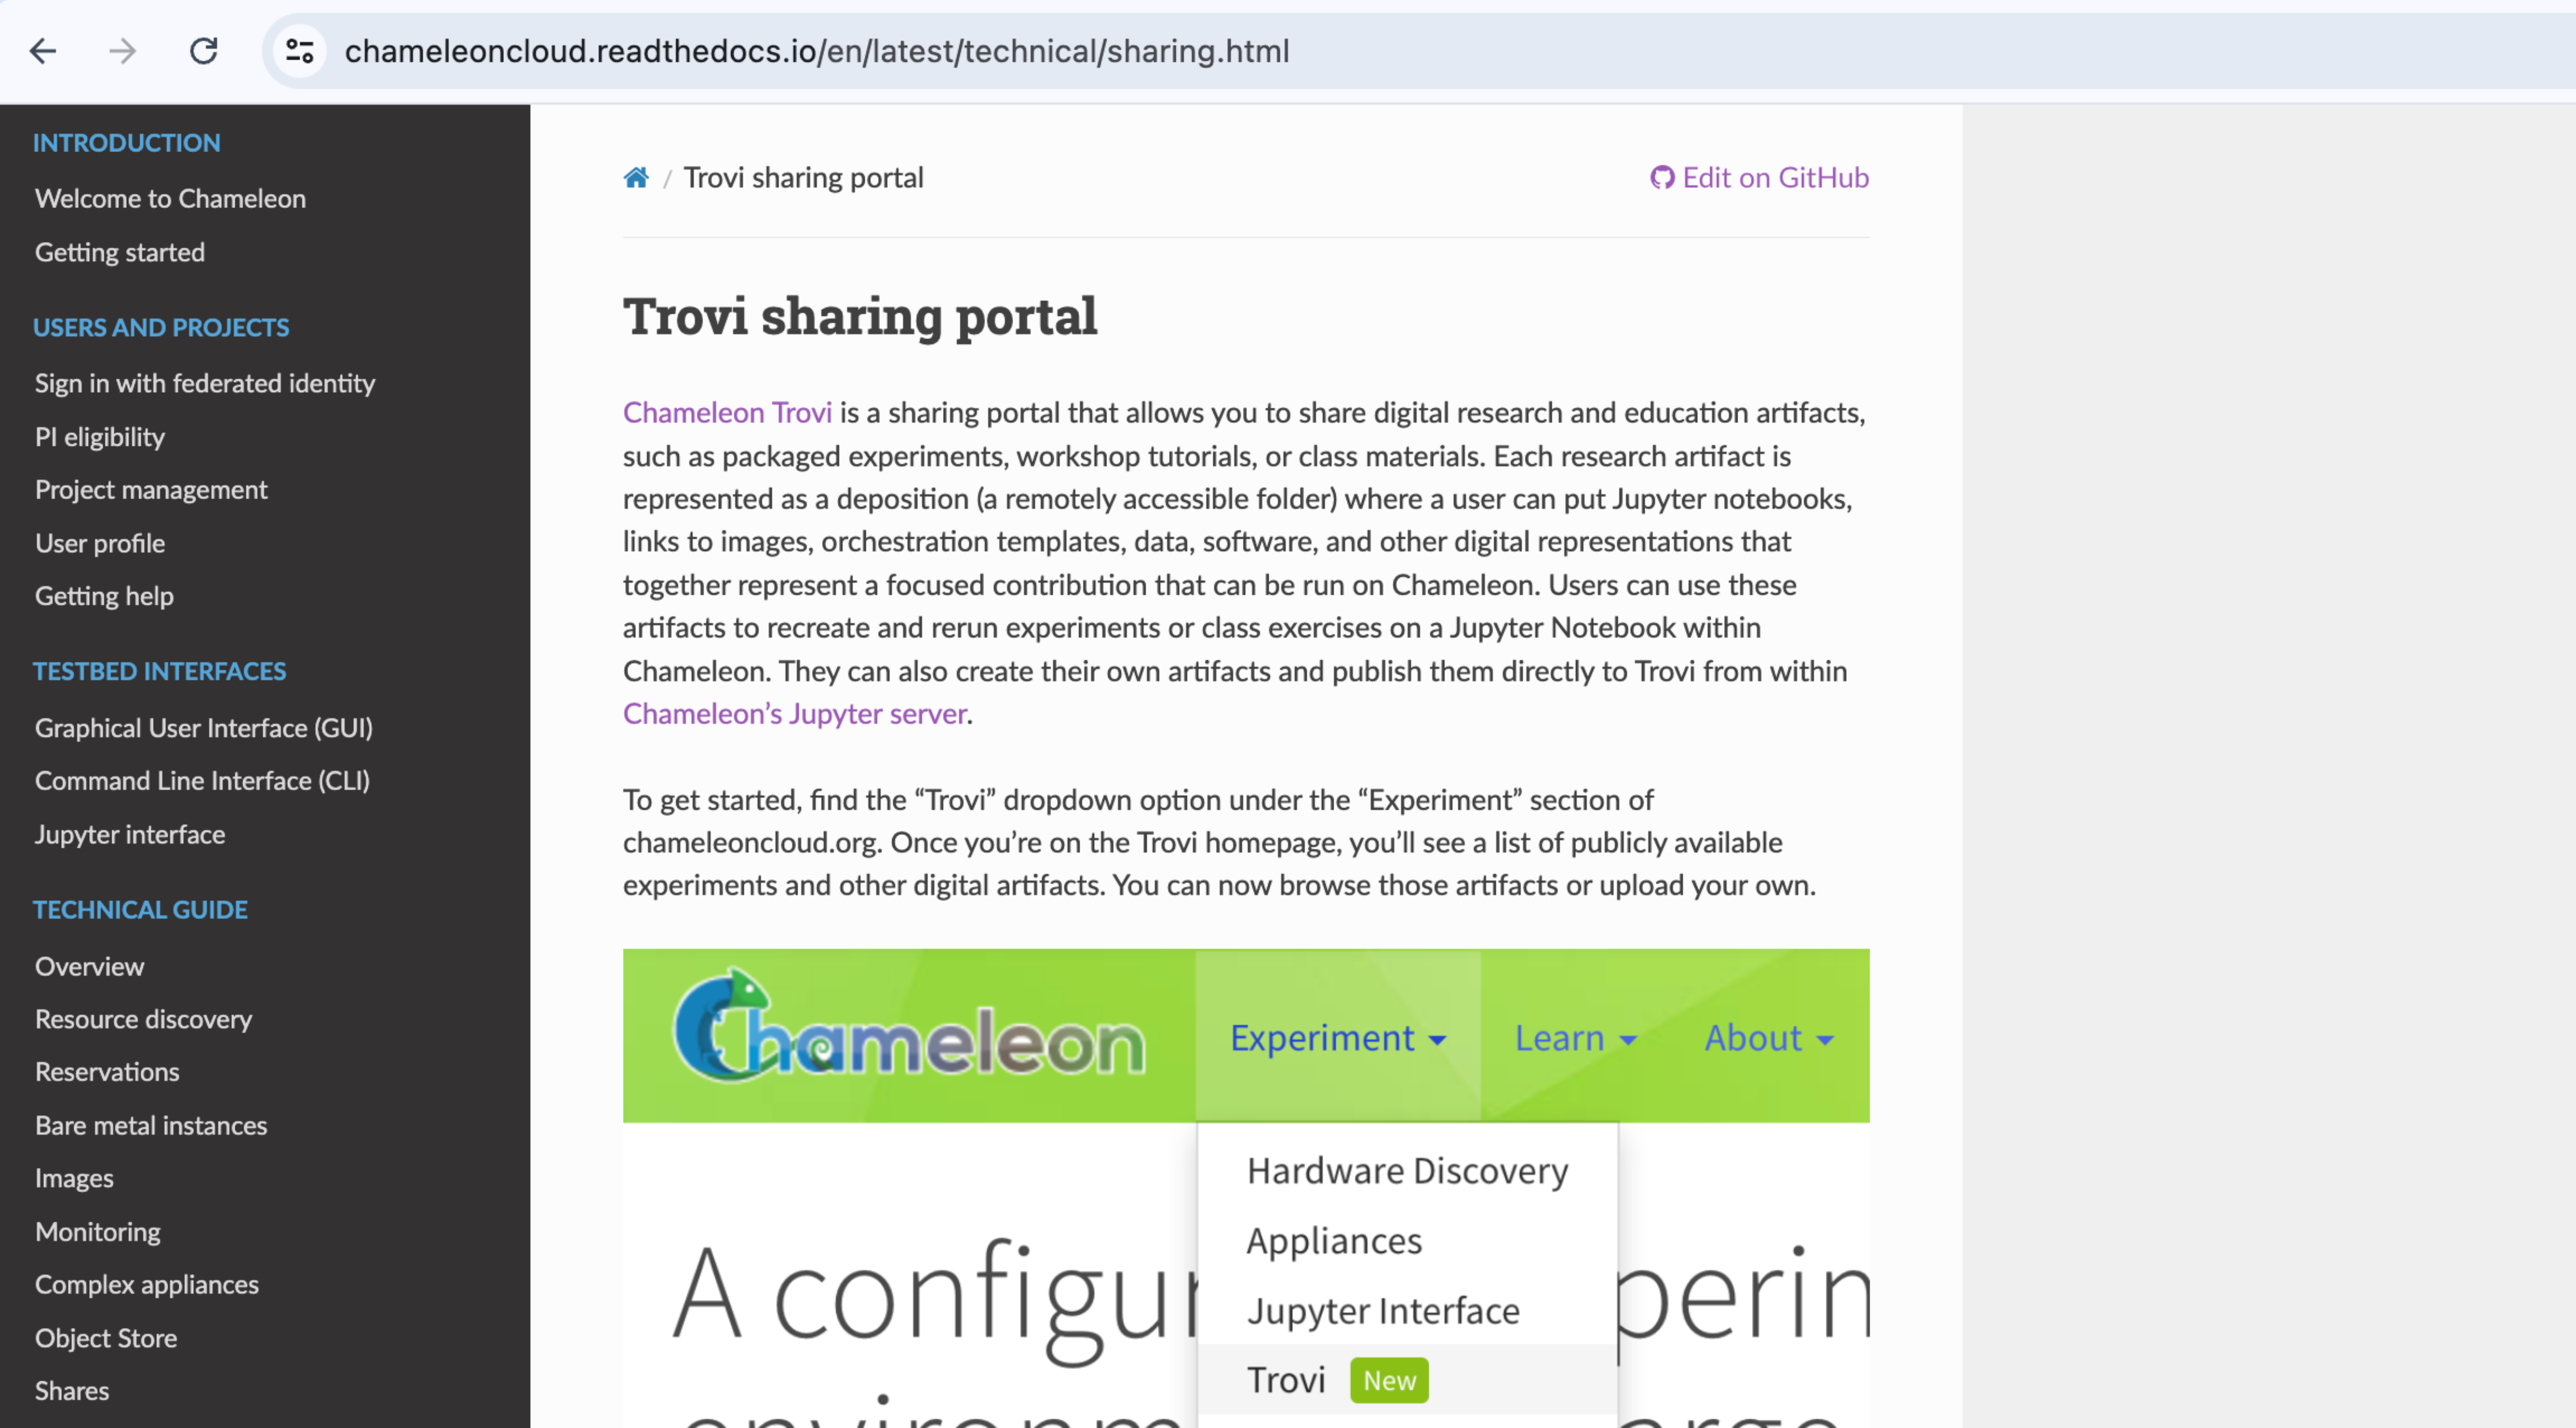 chameleoncloud.readthedocs.io/en/latest/technical/sharing.html
INTRODUCTION
Welcome to Chameleon
Getting started
USERS AND PROJECTS
Sign in with federated identity
PI eligibility
Project management
User profile
Getting help
TESTBED INTERFACES
Graphical User Interface (GUI)
Command Line Interface (CLI)
Jupyter interface
TECHNICAL GUIDE
Overview
Resource discovery
Reservations
Bare metal instances
Images
Monitoring
Complex appliances
Object Store
Shares
/ Trovi sharing portal
Edit on GitHub
Trovi sharing portal
Chameleon Trovi is a sharing portal that allows you to share digital research and education artifacts,
such as packaged experiments, workshop tutorials, or class materials. Each research artifact is
represented as a deposition (a remotely accessible folder) where a user can put Jupyter notebooks,
links to images, orchestration templates, data, software, and other digital representations that
together represent a focused contribution that can be run on Chameleon. Users can use these
artifacts to recreate and rerun experiments or class exercises on a Jupyter Notebook within
Chameleon. They can also create their own artifacts and publish them directly to Trovi from within
Chameleon’s Jupyter server.
To get started, find the “Trovi” dropdown option under the “Experiment” section of
chameleoncloud.org. Once you’re on the Trovi homepage, you’ll see a list of publicly available
experiments and other digital artifacts. You can now browse those artifacts or upload your own.
Chameleon Experiment Learn About
Hardware Discovery
Appliances
Jupyter Interface
Trovi New
A configur perim